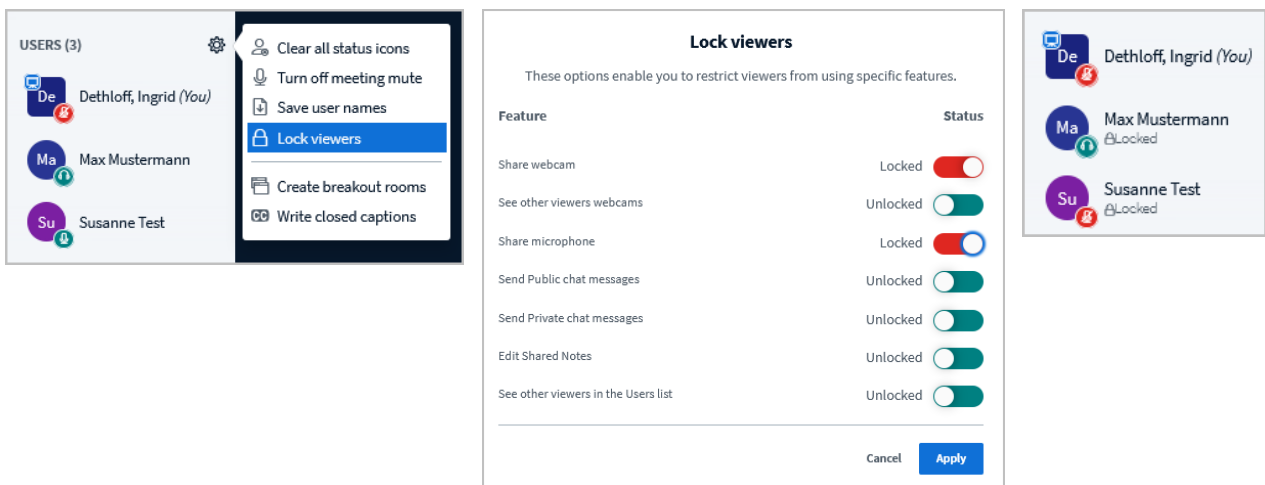 USERS (3)
De
Dethloff, Ingrid (You)
Ma
Max Mustermann
Su
Susanne Test
Clear all status icons
Turn off meeting mute
Save user names
Lock viewers
Create breakout rooms
CC Write closed captions
Lock viewers
These options enable you to restrict viewers from using specific features.
Feature Status
Share webcam Locked
See other viewers webcams Unlocked
Share microphone Locked
Send Public chat messages Unlocked
Send Private chat messages Unlocked
Edit Shared Notes Unlocked
See other viewers in the Users list Unlocked
Cancel Apply
De
Dethloff, Ingrid (You)
Ma
Max Mustermann
Locked
Su
Susanne Test
Locked